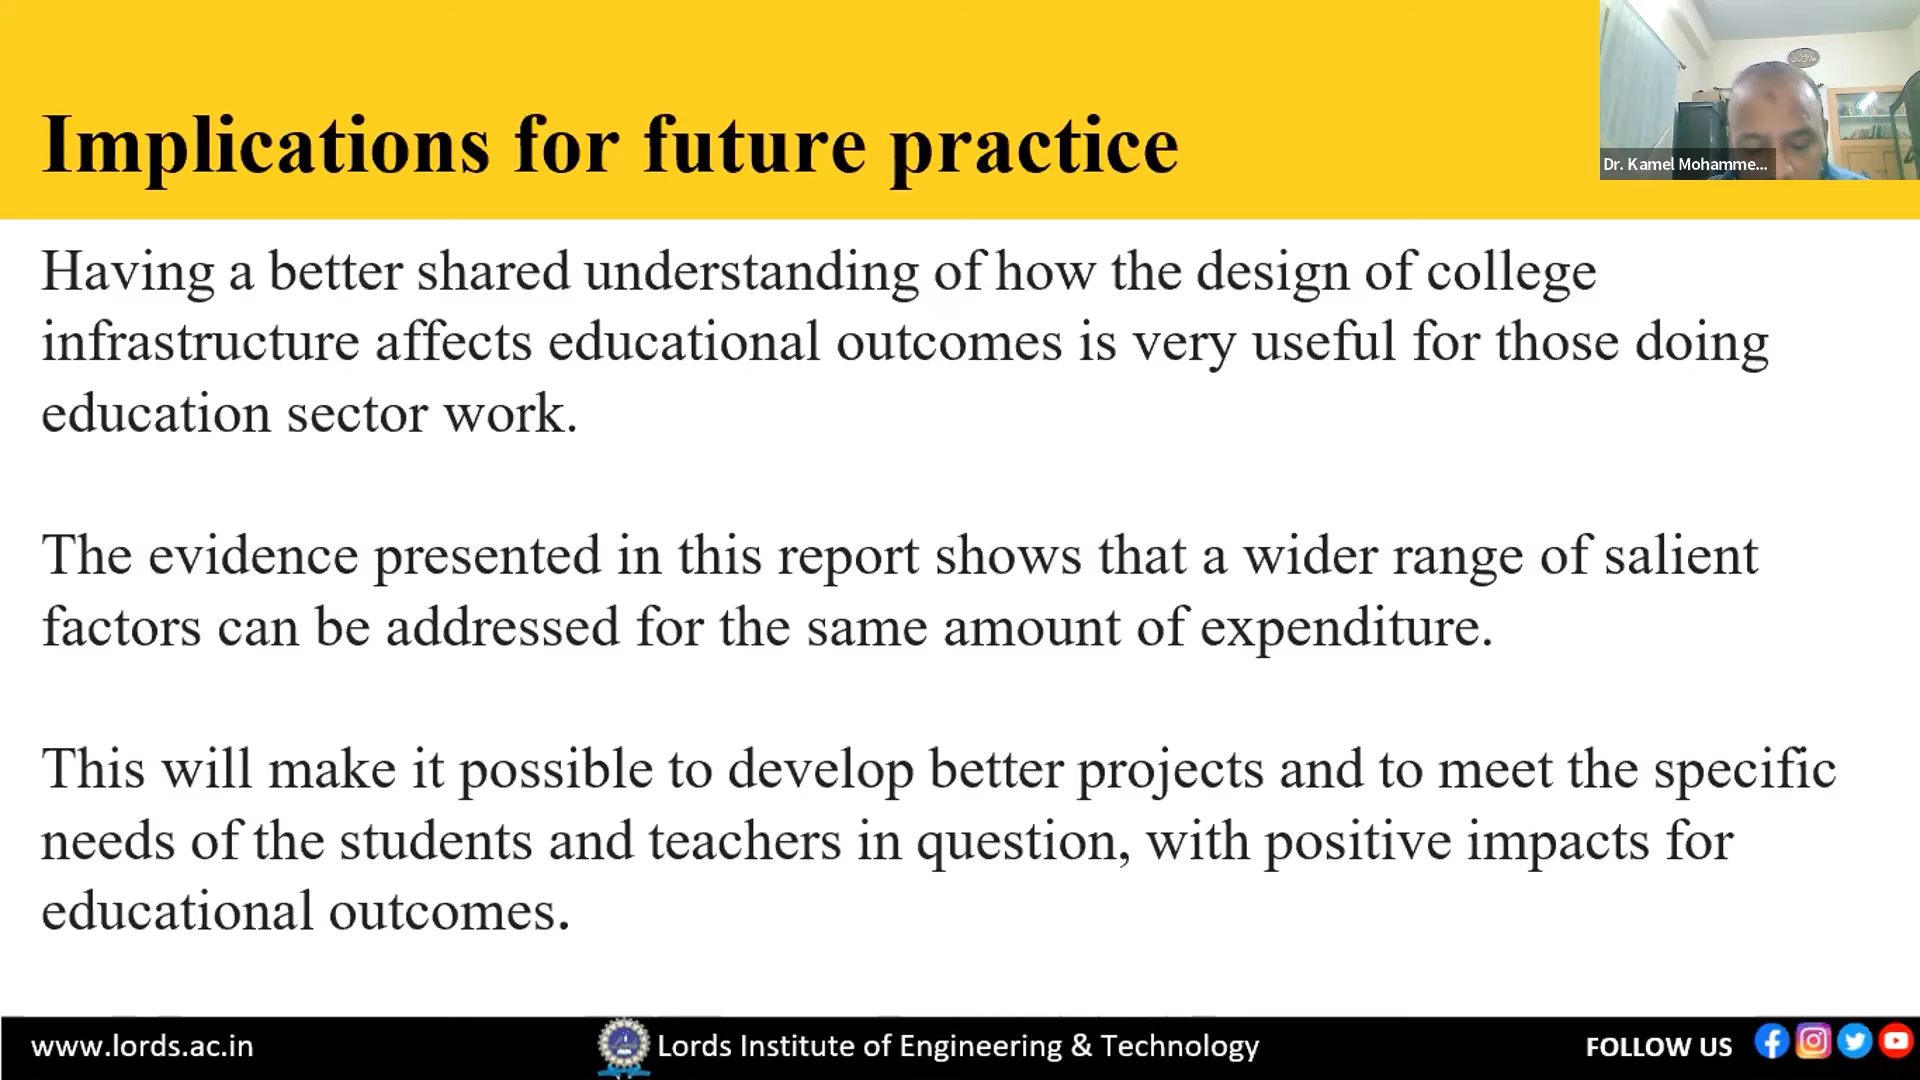 Implications for future practice
Dr. Kamel Mohamme...
Having a better shared understanding of how the design of college
infrastructure affects educational outcomes is very useful for those doing
education sector work.
The evidence presented in this report shows that a wider range of salient
factors can be addressed for the same amount of expenditure.
This will make it possible to develop better projects and to meet the specific
needs of the students and teachers in question, with positive impacts for
educational outcomes.
www.lords.ac.in
Lords Institute of Engineering & Technology
FOLLOW US